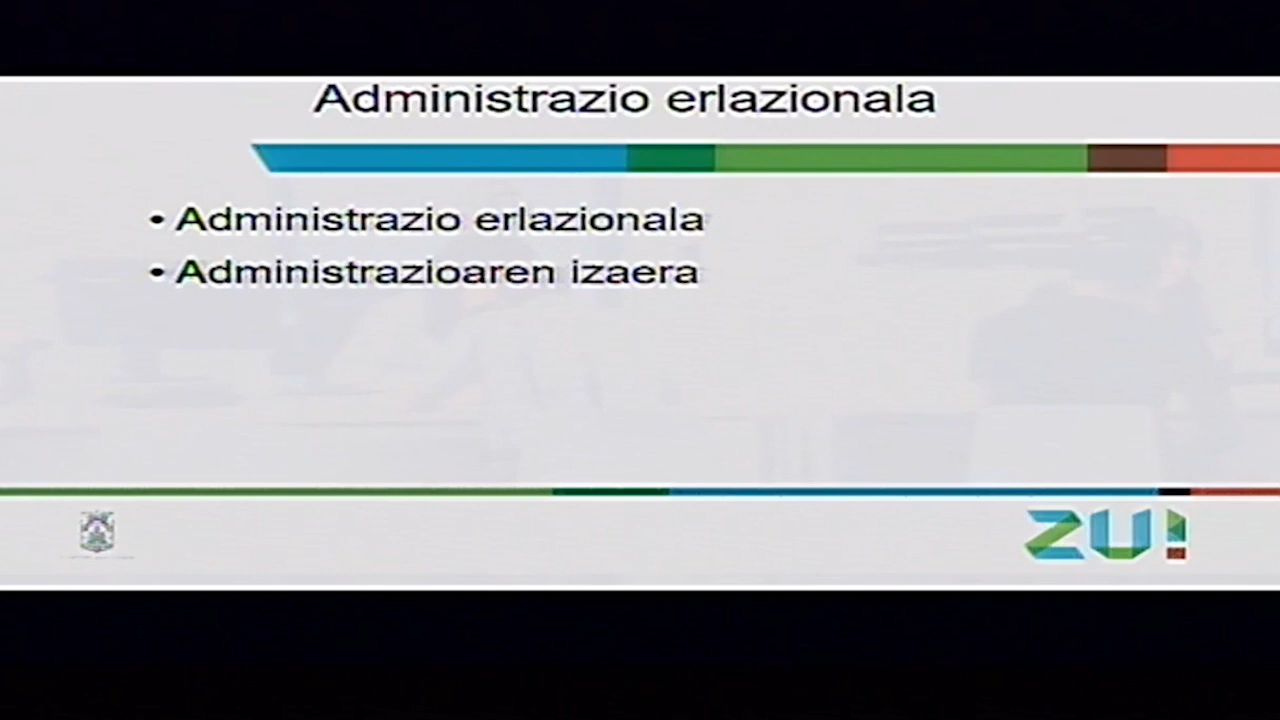 Administrazio erlazionala
• Administrazio erlazionala
• Administrazioaren izaera
ZU!